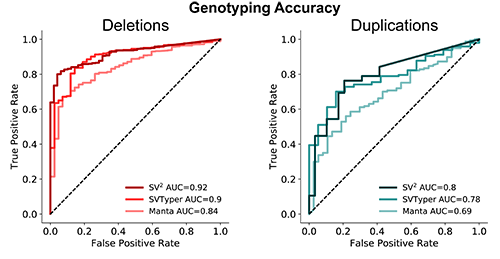 Genotyping Accuracy
Deletions
1.0
0.8
0.6
0.4
0.2
0.0
True Positive Rate
SV² AUC=0.92
SVTyper AUC=0.9
Manta AUC=0.84
0.0 0.2 0.4 0.6 0.8 1.0
False Positive Rate
Duplications
1.0
0.8
0.6
0.4
0.2
0.0
True Positive Rate
SV² AUC=0.8
SVTyper AUC=0.78
Manta AUC=0.69
0.0 0.2 0.4 0.6 0.8 1.0
False Positive Rate